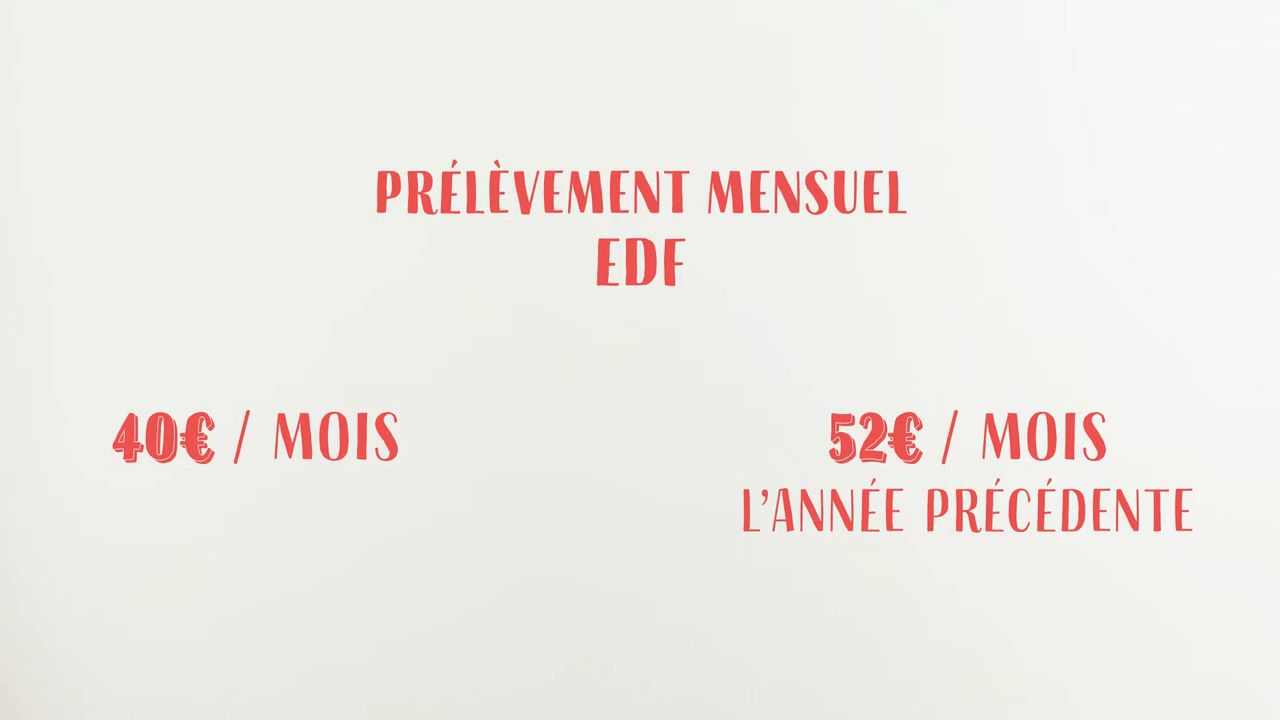 PRÉLÈVEMENT MENSUEL
EDF
40€ / MOIS
52€ / MOIS
L'ANNÉE PRÉCÉDENTE